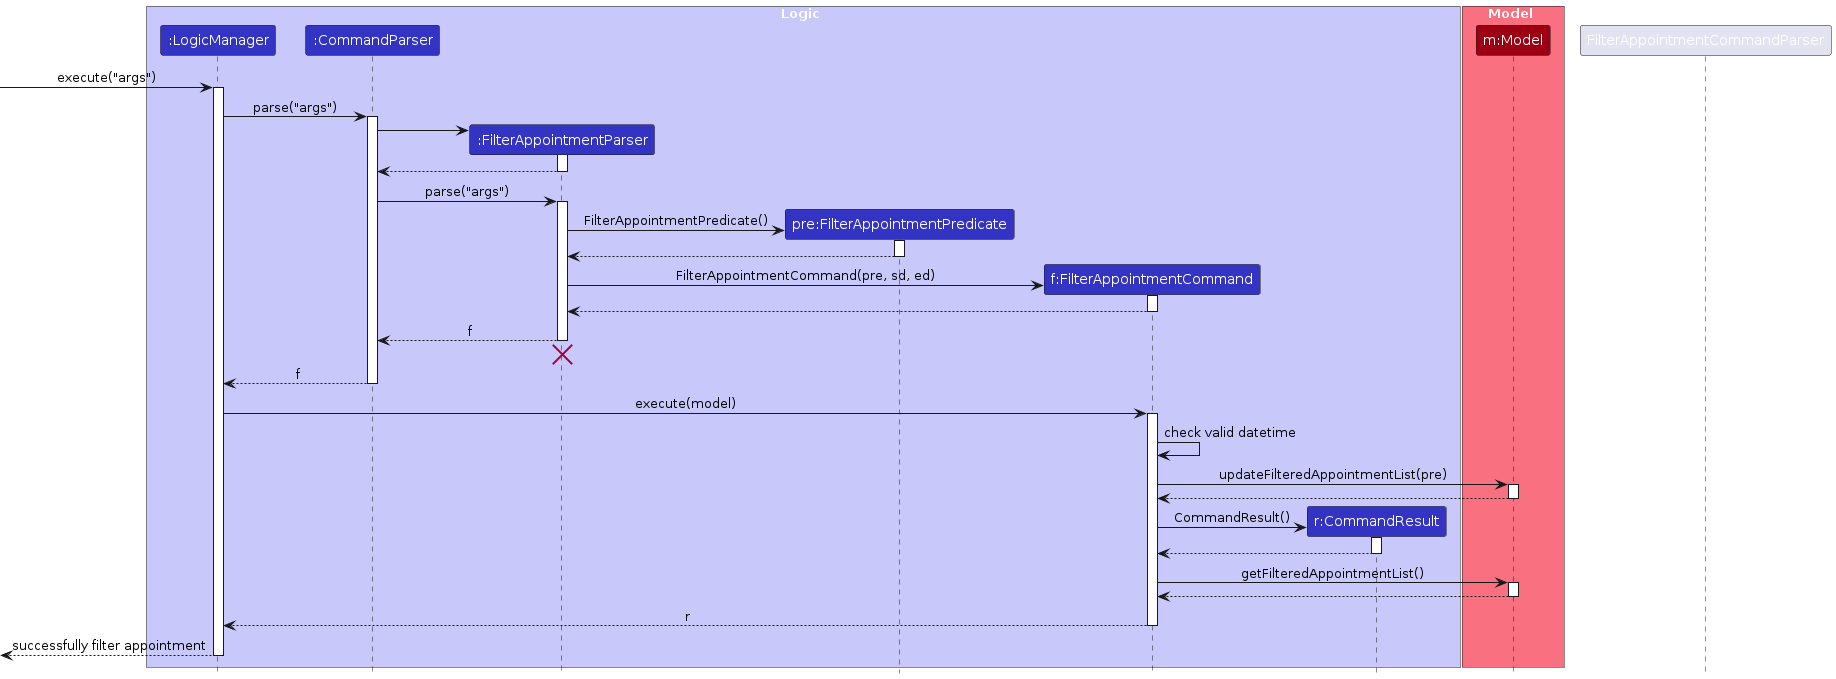 Logic
Model
:LogicManager
:CommandParser
m:Model
FilterAppointmentCommandParser
execute("args")
parse("args")
:FilterAppointmentParser
parse("args")
FilterAppointmentPredicate()
pre:FilterAppointmentPredicate
FilterAppointmentCommand(pre, sd, ed)
f:FilterAppointmentCommand
f
f
execute(model)
check valid datetime
updateFilteredAppointmentList(pre)
CommandResult()
r:CommandResult
getFilteredAppointmentList()
r
successfully filter appointment